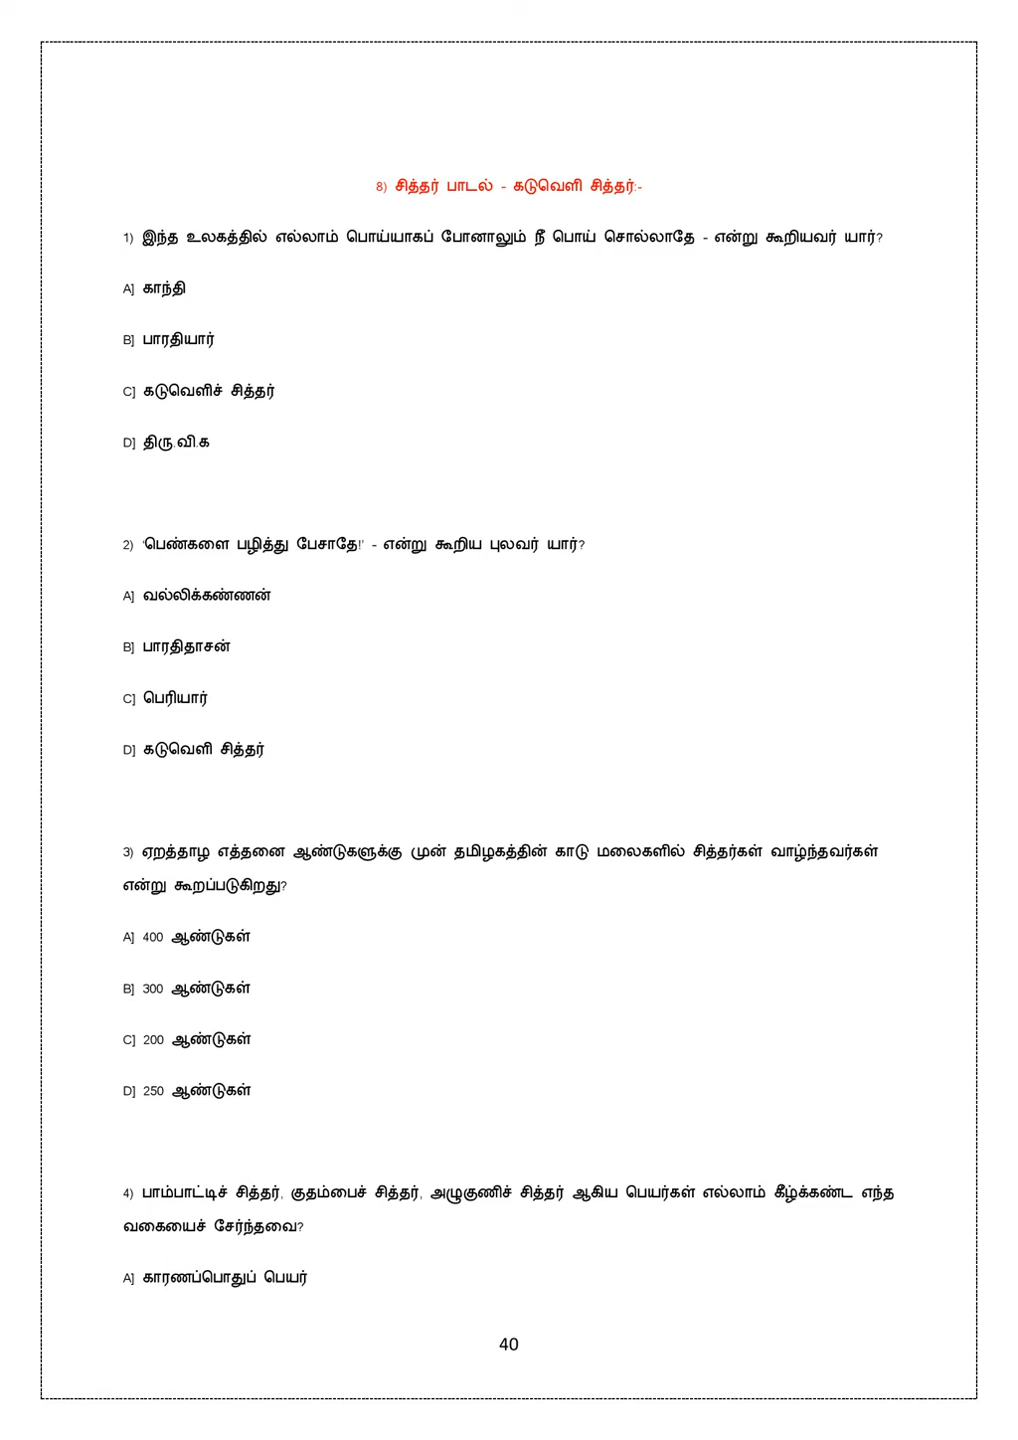 8) சித்தர் பாடல் - கடுவெளி சித்தர்:-
1) இந்த உலகத்தில் எல்லாம் பொய்யாகப் போனாலும் நீ பொய் சொல்லாதே - என்று கூறியவர் யார்?
A] காந்தி
B] பாரதியார்
C] கடுவெளிச் சித்தர்
D] திரு.வி.க
2) ‘பெண்களை பழித்து பேசாதே!’ - என்று கூறிய புலவர் யார்?
A] வல்லிக்கண்ணன்
B] பாரதிதாசன்
C] பெரியார்
D] கடுவெளி சித்தர்
3) ஏறத்தாழ எத்தனை ஆண்டுகளுக்கு முன் தமிழகத்தின் காடு மலைகளில் சித்தர்கள் வாழ்ந்தவர்கள்
என்று கூறப்படுகிறது?
A] 400 ஆண்டுகள்
B] 300 ஆண்டுகள்
C] 200 ஆண்டுகள்
D] 250 ஆண்டுகள்
4) பாம்பாட்டிச் சித்தர், குதம்பைச் சித்தர், அழுகுணிச் சித்தர் ஆகிய பெயர்கள் எல்லாம் கீழ்க்கண்ட எந்த
வகையைச் சேர்ந்தவை?
A] காரணப்பொதுப் பெயர்
40